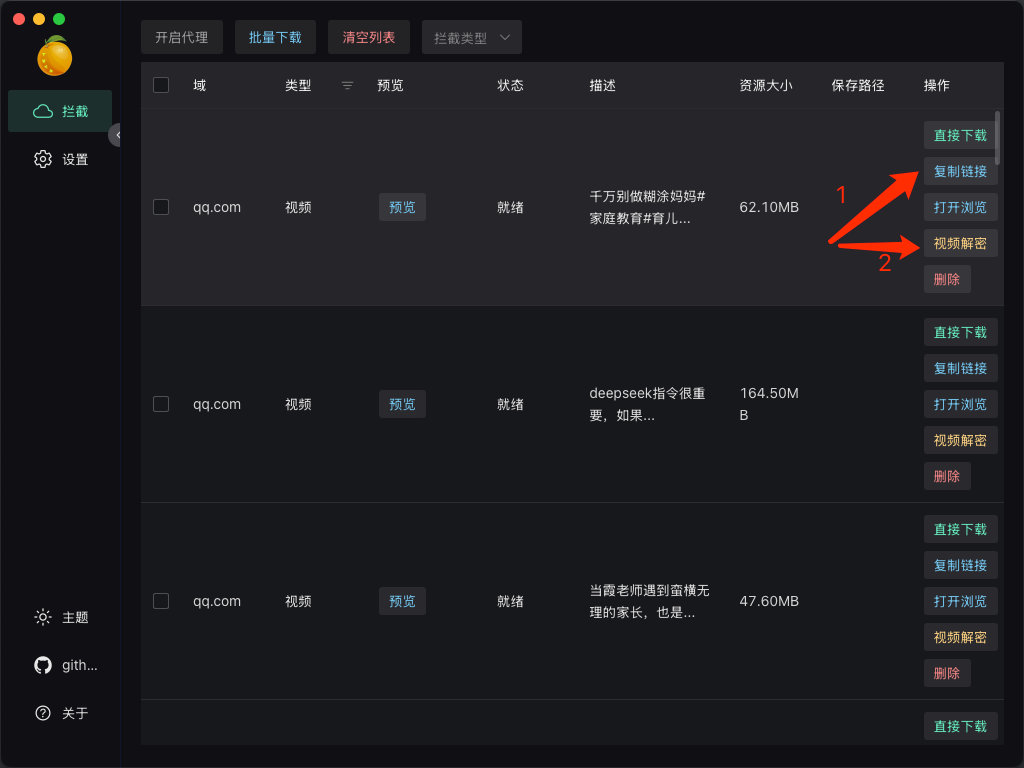 开启代理 批量下载 清空列表 拦截类型
拦截
设置
域 类型 预览 状态 描述 资源大小 保存路径 操作
直接下载
复制链接
1
qq.com 视频 预览 就绪 千万别做糊涂妈妈#
家庭教育#育儿... 62.10MB 打开浏览
视频解密
2
删除
直接下载
复制链接
qq.com 视频 预览 就绪 deepseek指令很重
要，如果... 164.50M
B
打开浏览
视频解密
删除
直接下载
复制链接
qq.com 视频 预览 就绪 当霞老师遇到蛮横无
理的家长，也是... 47.60MB 打开浏览
视频解密
删除
直接下载
主题
gith...
关于